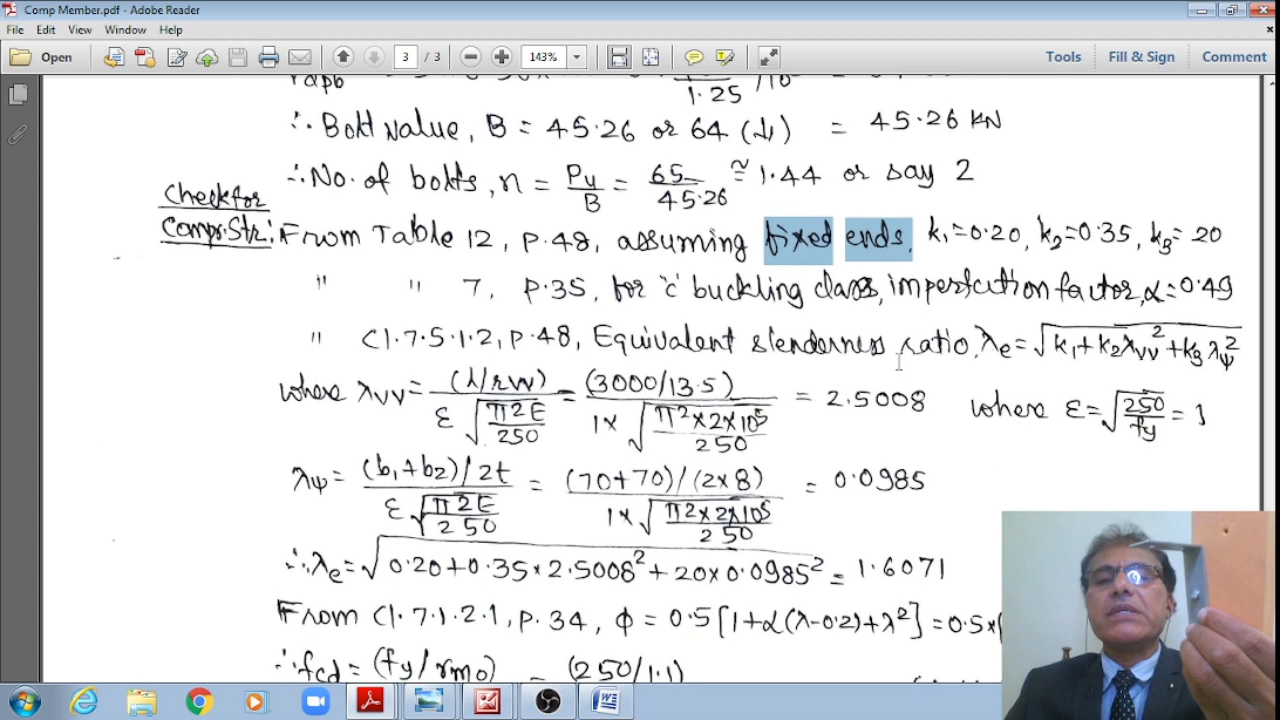 Comp Member.pdf - Adobe Reader
File Edit View Window Help
Open 3 / 3 143% Tools Fill & Sign Comment
1.25
∴ Bolt value, B = 45.26 or 64 (↓) = 45.26 KN
∴ No. of bolts, n = Pu/B = 65/45.26 ≅ 1.44 or say 2
Check for
Compr. Str:
From Table 12, P.48, assuming fixed ends, k1=0.20, k2=0.35, k3=20
" " 7, P.35, for 'c' buckling class, imperfection factor, α=0.49
" Cl.7.5.1.2, P.48, Equivalent slenderness ratio, λe = √k1+k2λvv²+k3λψ²
where λvv = (l/rvv) / ε√(π2E/250) = (3000/13.5) / 1×√(π²×2×10⁵/250) = 2.5008 where ε=√250/fy = 1
λψ = (b1+b2)/2t / ε√(π2E/250) = (70+70)/(2×8) / 1×√(π2×2×10⁵/250) = 0.0985
∴ λe = √0.20+0.35×2.5008²+20×0.0985² = 1.6071
From Cl.7.1.2.1, P.34, ϕ = 0.5[1+α(λ-0.2)+λ²] = 0.5×
∴ fcd = (fy/rmo) = (250/1.1)